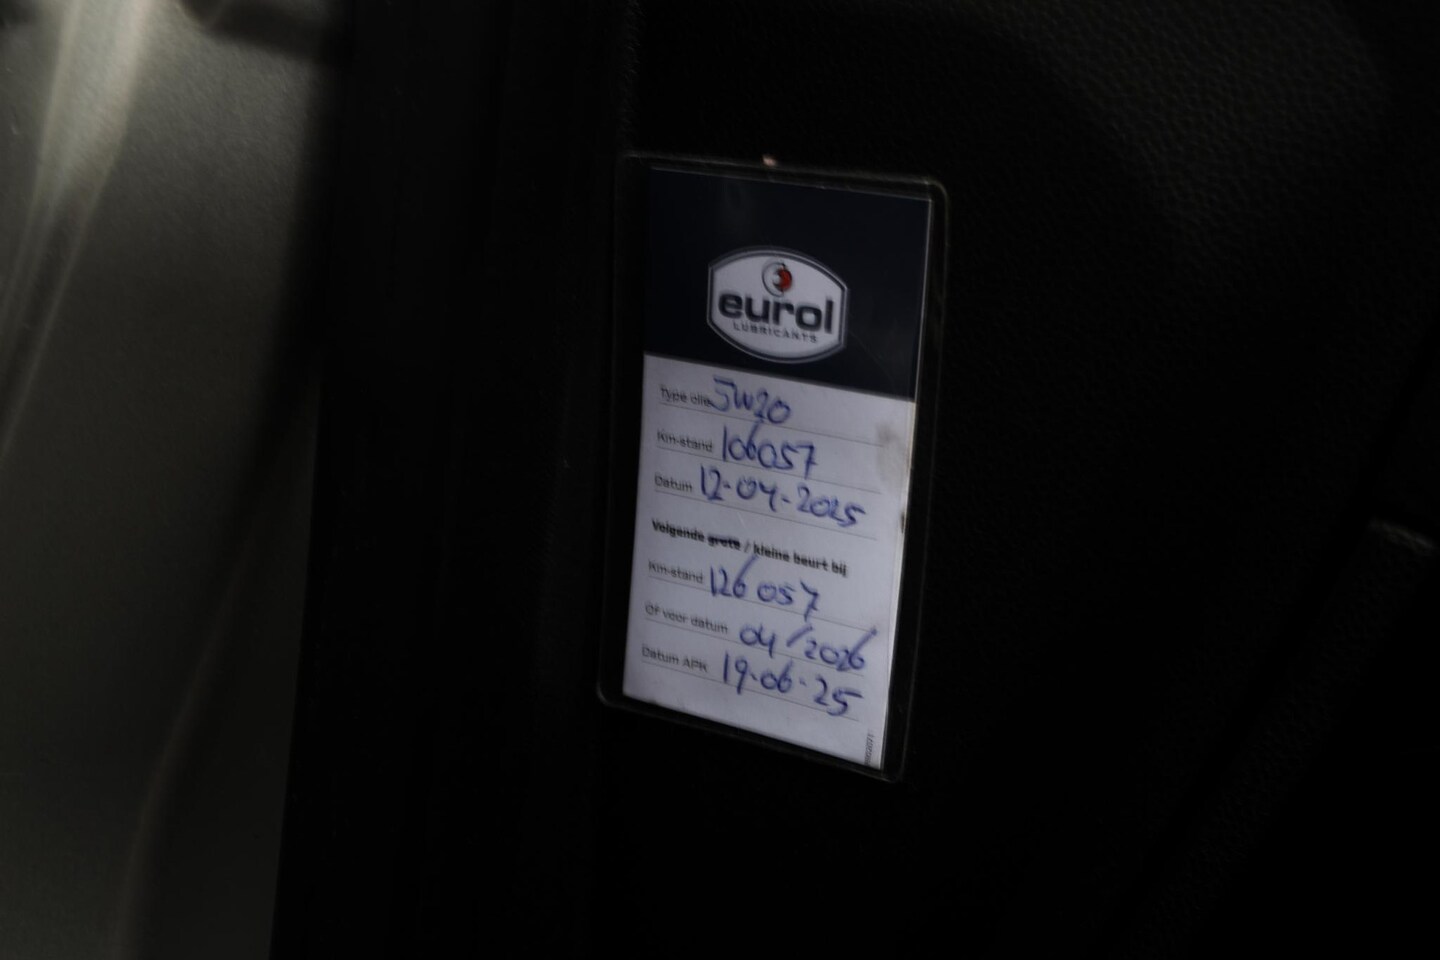 eurol
LUBRICANTS
Type olie 5W20
Km-stand 106057
Datum 12-04-2025
Volgende grote / kleine beurt bij
Km-stand 126057
Of voor datum 04/2026
Datum APK 19-06-25